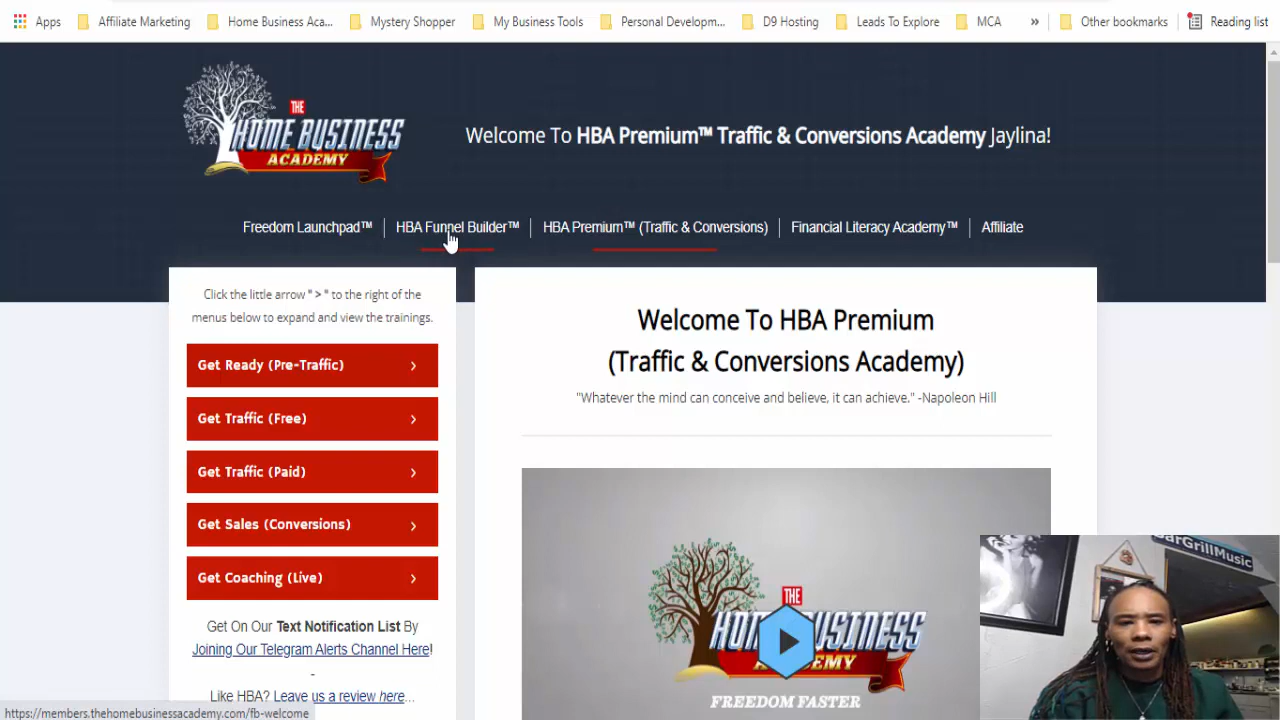 Apps
Affiliate Marketing
Home Business Aca...
Mystery Shopper
My Business Tools
Personal Developm...
D9 Hosting
Leads To Explore
MCA
»
Other bookmarks
Reading list
THE
HOME BUSINESS
ACADEMY
Welcome To HBA Premium™ Traffic & Conversions Academy Jaylina!
Freedom Launchpad™
HBA Funnel Builder™
HBA Premium™ (Traffic & Conversions)
Financial Literacy Academy™
Affiliate
Click the little arrow " > " to the right of the
menus below to expand and view the trainings.
Get Ready (Pre-Traffic)
Get Traffic (Free)
Get Traffic (Paid)
Get Sales (Conversions)
Get Coaching (Live)
Get On Our Text Notification List By
Joining Our Telegram Alerts Channel Here!
-
Like HBA? Leave us a review here...
Welcome To HBA Premium
(Traffic & Conversions Academy)
"Whatever the mind can conceive and believe, it can achieve." -Napoleon Hill
THE
HOME BUSINESS
ACADEMY
FREEDOM FASTER
BarGrillMusic
https://members.thehomebusinessacademy.com/fb-welcome